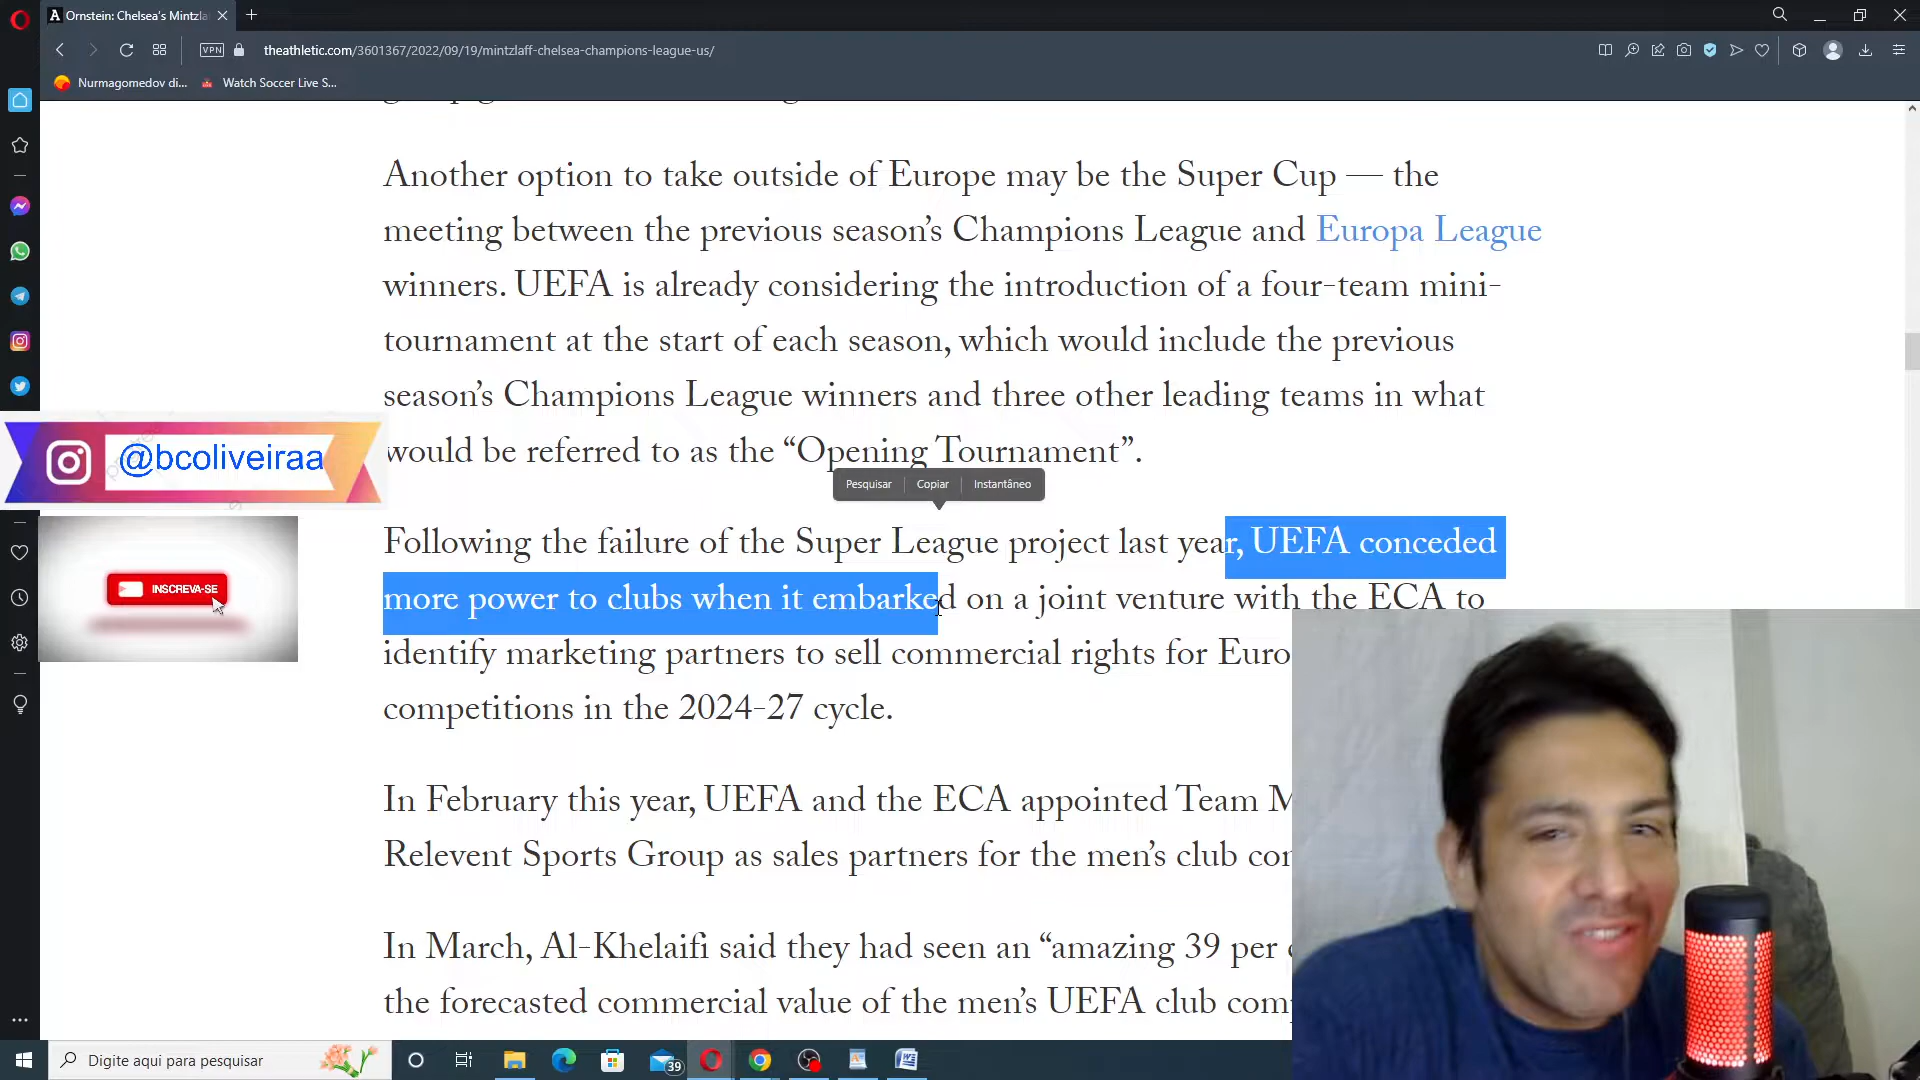 Ornstein: Chelsea's Mintzla
theathletic.com/3601367/2022/09/19/mintzlaff-chelsea-champions-league-us/
VPN
Nurmagomedov di...
Watch Soccer Live S...
Another option to take outside of Europe may be the Super Cup — the
meeting between the previous season's Champions League and Europa League
winners. UEFA is already considering the introduction of a four-team mini-
tournament at the start of each season, which would include the previous
season's Champions League winners and three other leading teams in what
would be referred to as the “Opening Tournament”.
@bcoliveiraa
Pesquisar Copiar Instantâneo
Following the failure of the Super League project last year, UEFA conceded
more power to clubs when it embarked on a joint venture with the ECA to
INSCREVA-SE
identify marketing partners to sell commercial rights for Euro
competitions in the 2024-27 cycle.
In February this year, UEFA and the ECA appointed Team M
Relevent Sports Group as sales partners for the men's club com
In March, Al-Khelaifi said they had seen an “amazing 39 per
the forecasted commercial value of the men's UEFA club com
Digite aqui para pesquisar
39